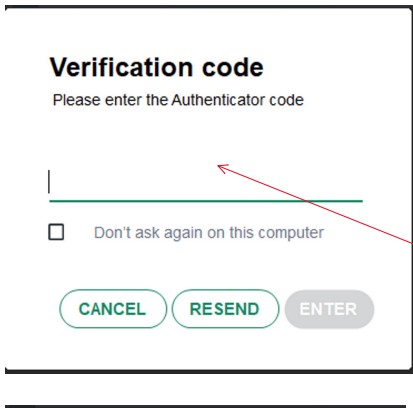 Verification code
Please enter the Authenticator code
Don't ask again on this computer
CANCEL RESEND ENTER